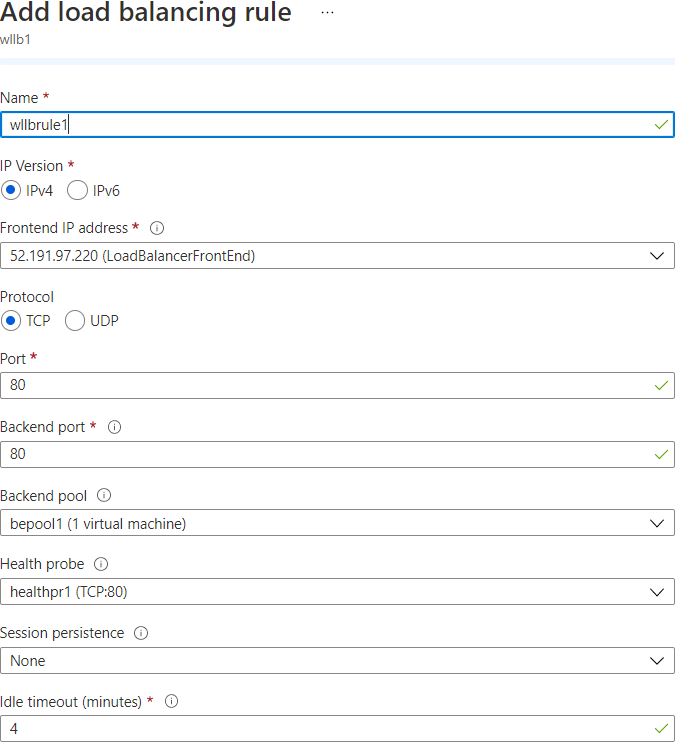 Add load balancing rule ...
wllb1
Name *
wllbrule1
IP Version *
IPv4 IPv6
Frontend IP address *
52.191.97.220 (LoadBalancerFrontEnd)
Protocol
TCP UDP
Port *
80
Backend port *
80
Backend pool
bepool1 (1 virtual machine)
Health probe
healthpr1 (TCP:80)
Session persistence
None
Idle timeout (minutes) *
4